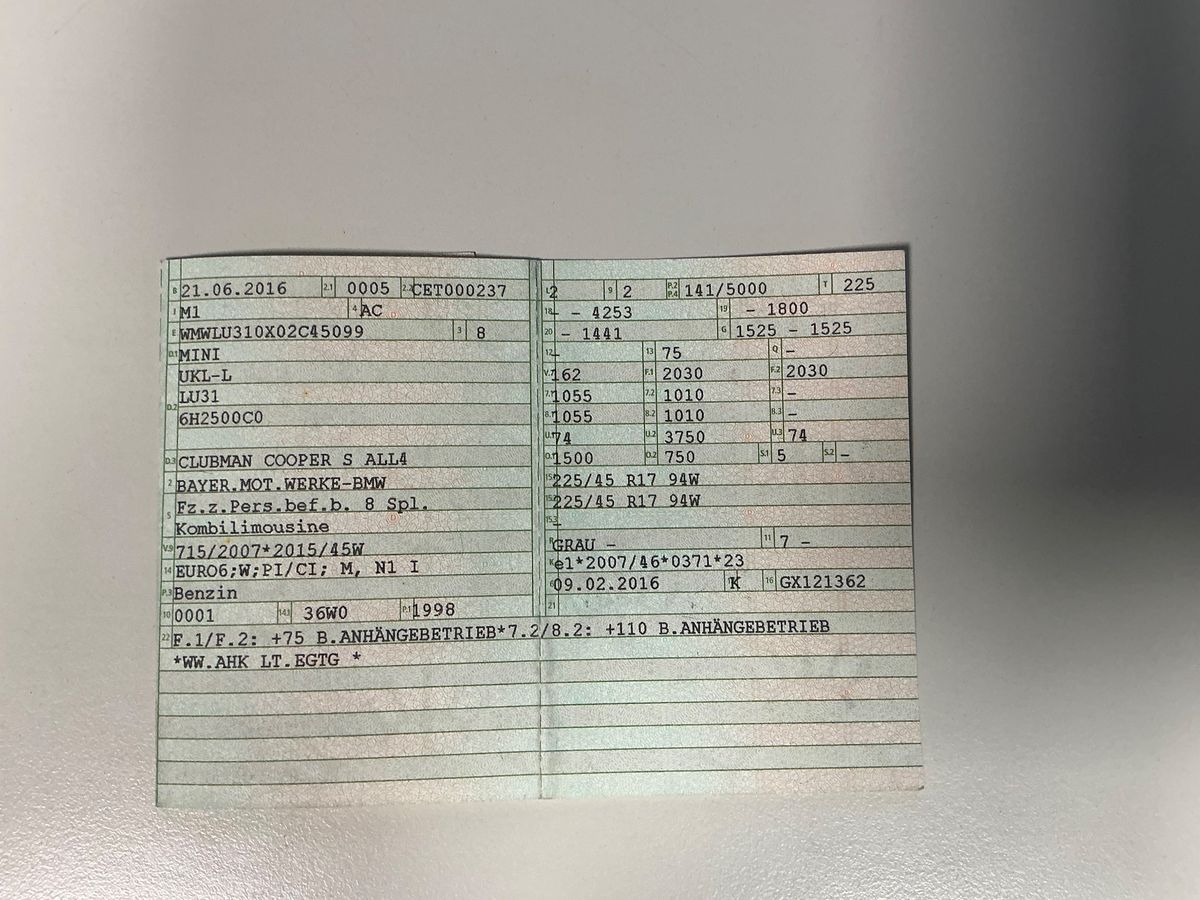 B 21.06.2016 2.1 0005 2.2 CET000237
J M1 4 AC
E WMWLU310X02C45099 3 8
D.1 MINI
UKL-L
D.2 LU31
6H2500C0
D.3 CLUBMAN COOPER S ALL4
2 BAYER.MOT.WERKE-BMW
5 Fz.z.Pers.bef.b. 8 Spl.
Kombilimousine
V.9 715/2007*2015/45W
14 EURO6;W;PI/CI; M, N1 I
P.3 Benzin
10 0001 14.1 36W0 P.1 1998
L 2 9 2 P.2 P.4 141/5000 T 225
18 - 4253 19 - 1800
20 - 1441 G 1525 - 1525
12 - 13 75 Q -
V.7 162 F.1 2030 F.2 2030
7.1 1055 7.2 1010 7.3 -
8.1 1055 8.2 1010 8.3 -
U.1 74 U.2 3750 U.3 74
O.1 1500 O.2 750 S.1 5 S.2 -
15.1 225/45 R17 94W
15.2 225/45 R17 94W
15.3 -
R GRAU - 11 7 -
K e1*2007/46*0371*23
6 09.02.2016 K 16 GX121362
21
22 F.1/F.2: +75 B.ANHÄNGEBETRIEB*7.2/8.2: +110 B.ANHÄNGEBETRIEB
*WW.AHK LT.EGTG *